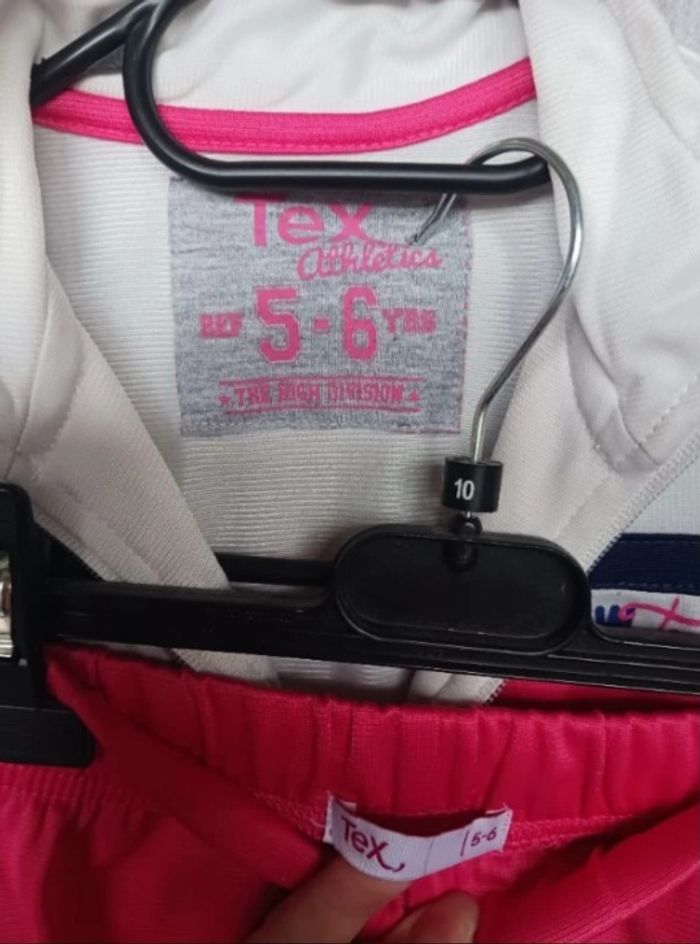 Tex
Athletics
REF 5-6 YRS
★ THE HIGH DIVISION ★
10
Tex
5-6